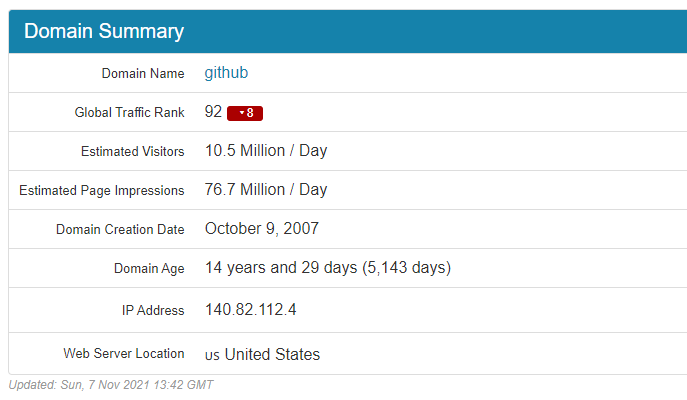 Domain Summary
Domain Name github
Global Traffic Rank 92 ▼8
Estimated Visitors 10.5 Million / Day
Estimated Page Impressions 76.7 Million / Day
Domain Creation Date October 9, 2007
Domain Age 14 years and 29 days (5,143 days)
IP Address 140.82.112.4
Web Server Location us United States
Updated: Sun, 7 Nov 2021 13:42 GMT